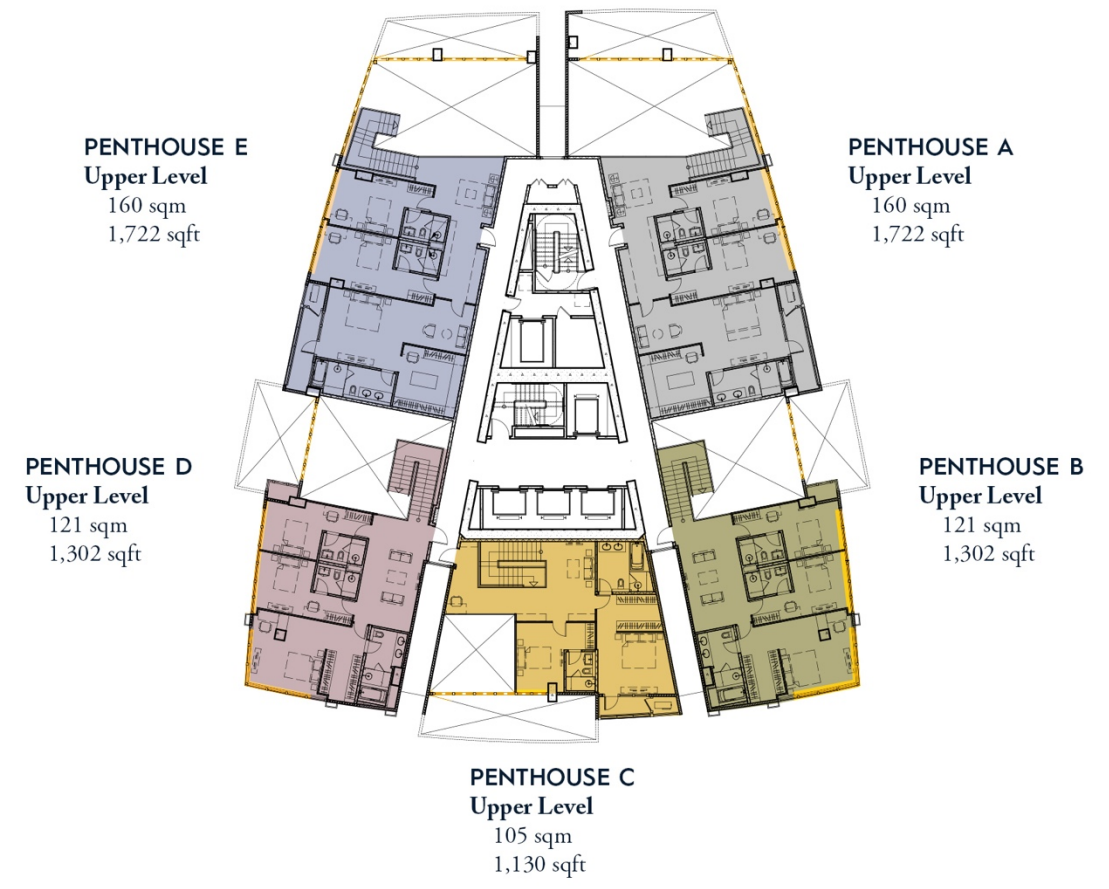 PENTHOUSE E
Upper Level
160 sqm
1,722 sqft
PENTHOUSE A
Upper Level
160 sqm
1,722 sqft
PENTHOUSE D
Upper Level
121 sqm
1,302 sqft
PENTHOUSE B
Upper Level
121 sqm
1,302 sqft
PENTHOUSE C
Upper Level
105 sqm
1,130 sqft